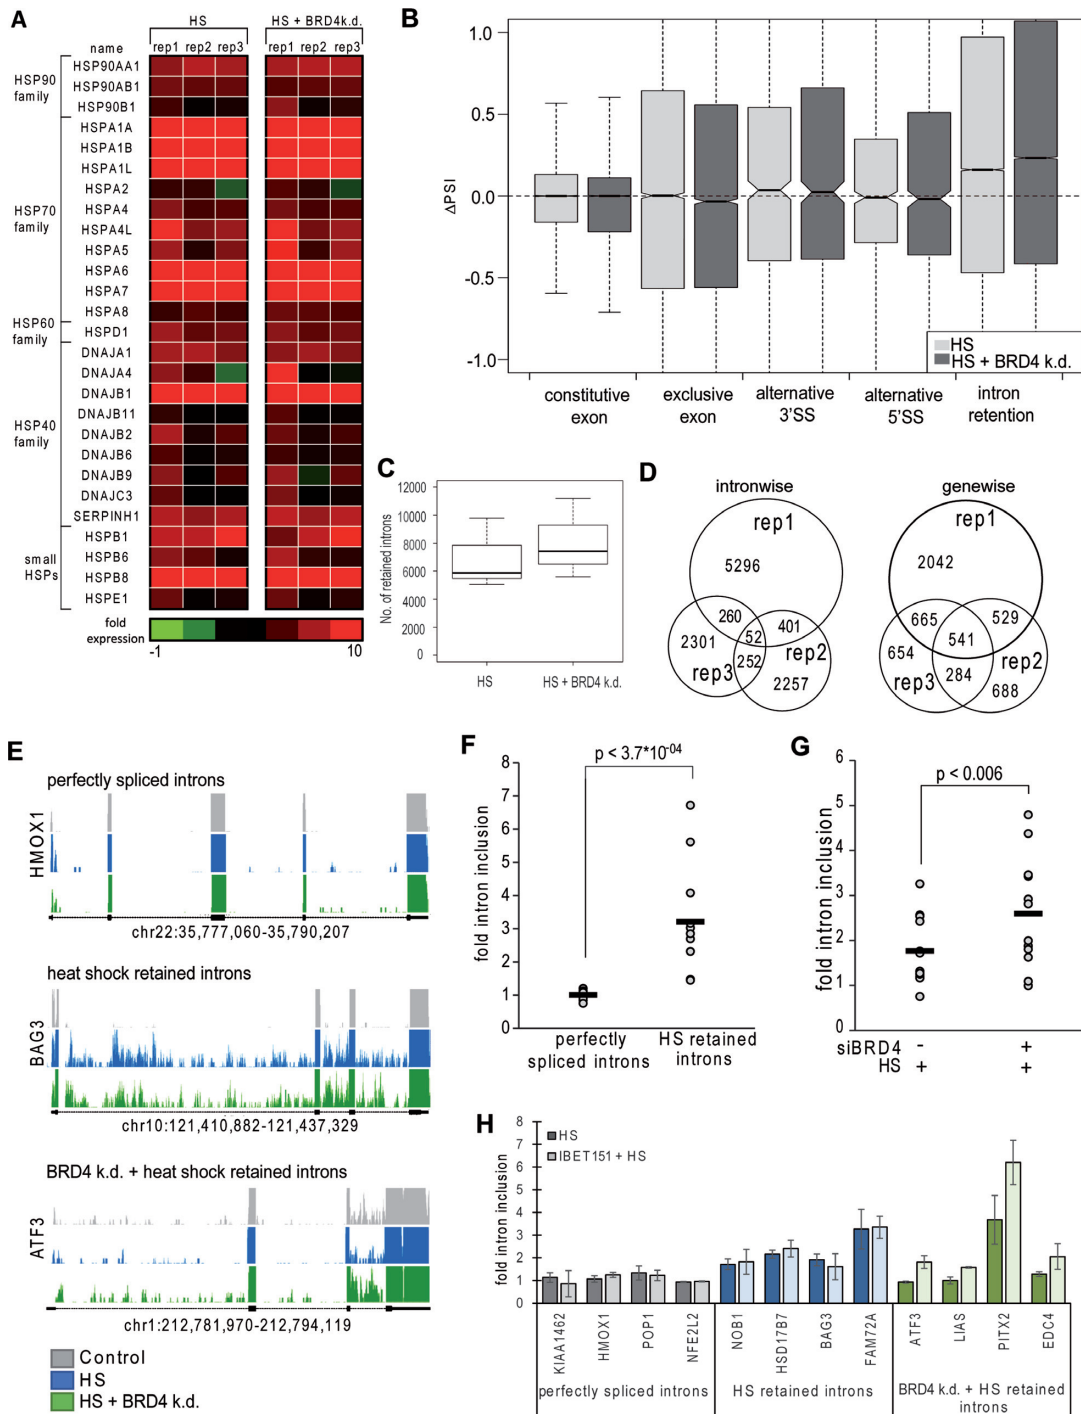 A
HS
HS + BRD4k.d.
name
rep1 rep2 rep3
rep1 rep2 rep3
HSP90 family
HSP90AA1
HSP90AB1
HSP90B1
HSP70 family
HSPA1A
HSPA1B
HSPA1L
HSPA2
HSPA4
HSPA4L
HSPA5
HSPA6
HSPA7
HSPA8
HSP60 family
HSPD1
HSP40 family
DNAJA1
DNAJA4
DNAJB1
DNAJB11
DNAJB2
DNAJB6
DNAJB9
DNAJC3
SERPINH1
small HSPs
HSPB1
HSPB6
HSPB8
HSPE1
fold expression
-1
10
B
ΔPSI
1.0
0.5
0.0
-0.5
-1.0
HS
HS + BRD4 k.d.
constitutive exon
exclusive exon
alternative 3'SS
alternative 5'SS
intron retention
C
No. of retained introns
12000
10000
8000
6000
4000
2000
0
HS
HS + BRD4 k.d.
D
intronwise
rep1
5296
260
401
52
2301
252
rep3
rep2
2257
genewise
rep1
2042
665
529
541
654
284
rep3
rep2
688
E
perfectly spliced introns
HMOX1
chr22:35,777,060-35,790,207
heat shock retained introns
BAG3
chr10:121,410,882-121,437,329
BRD4 k.d. + heat shock retained introns
ATF3
chr1:212,781,970-212,794,119
Control
HS
HS + BRD4 k.d.
F
p < 3.7*10-04
fold intron inclusion
8
7
6
5
4
3
2
1
0
perfectly spliced introns
HS retained introns
G
p < 0.006
fold intron inclusion
6
5
4
3
2
1
0
siBRD4 - +
HS + +
H
HS
IBET151 + HS
fold intron inclusion
8
7
6
5
4
3
2
1
0
KIAA1462
HMOX1
POP1
NFE2L2
NOB1
HSD17B7
BAG3
FAM72A
ATF3
LIAS
PITX2
EDC4
perfectly spliced introns
HS retained introns
BRD4 k.d. + HS retained introns